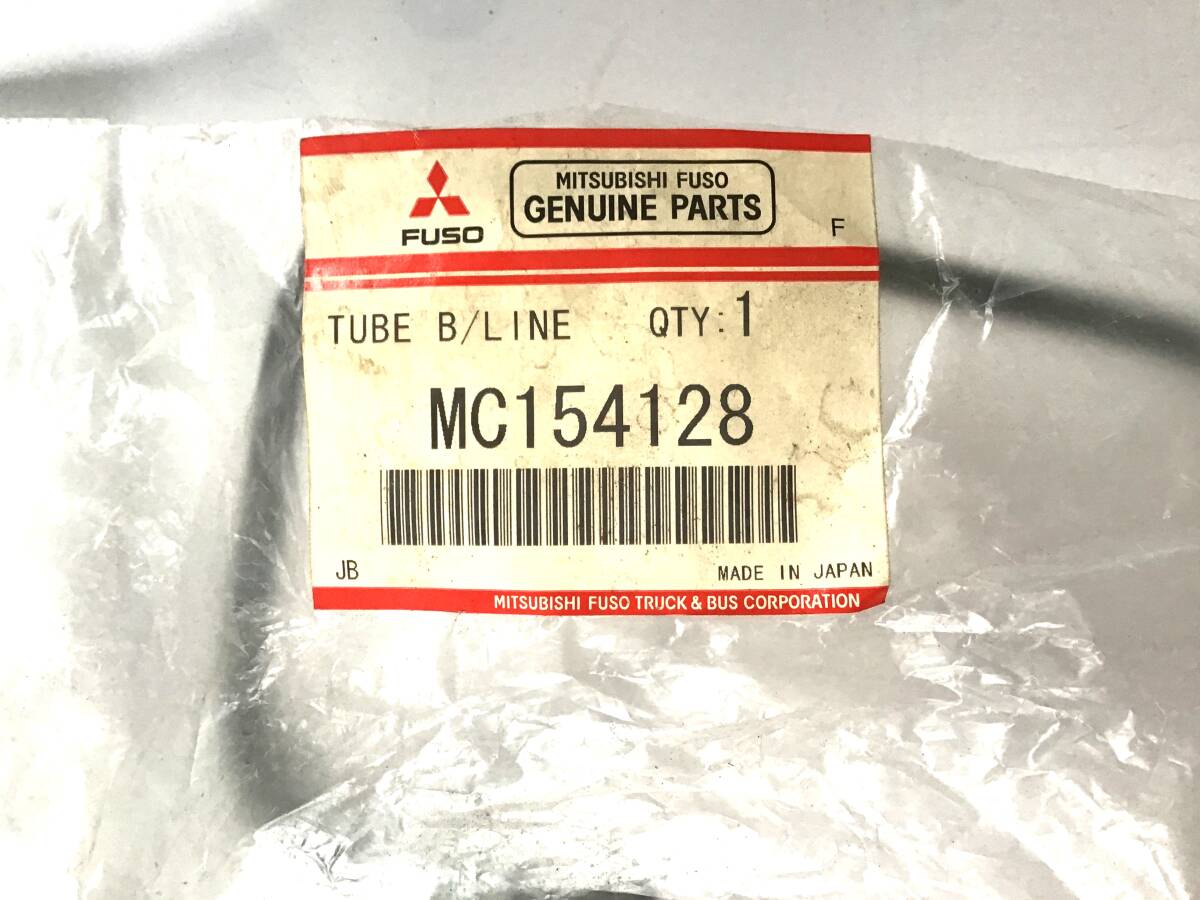 MITSUBISHI FUSO
GENUINE PARTS
FUSO
F
TUBE B/LINE QTY:1
MC154128
JB MADE IN JAPAN
MITSUBISHI FUSO TRUCK & BUS CORPORATION